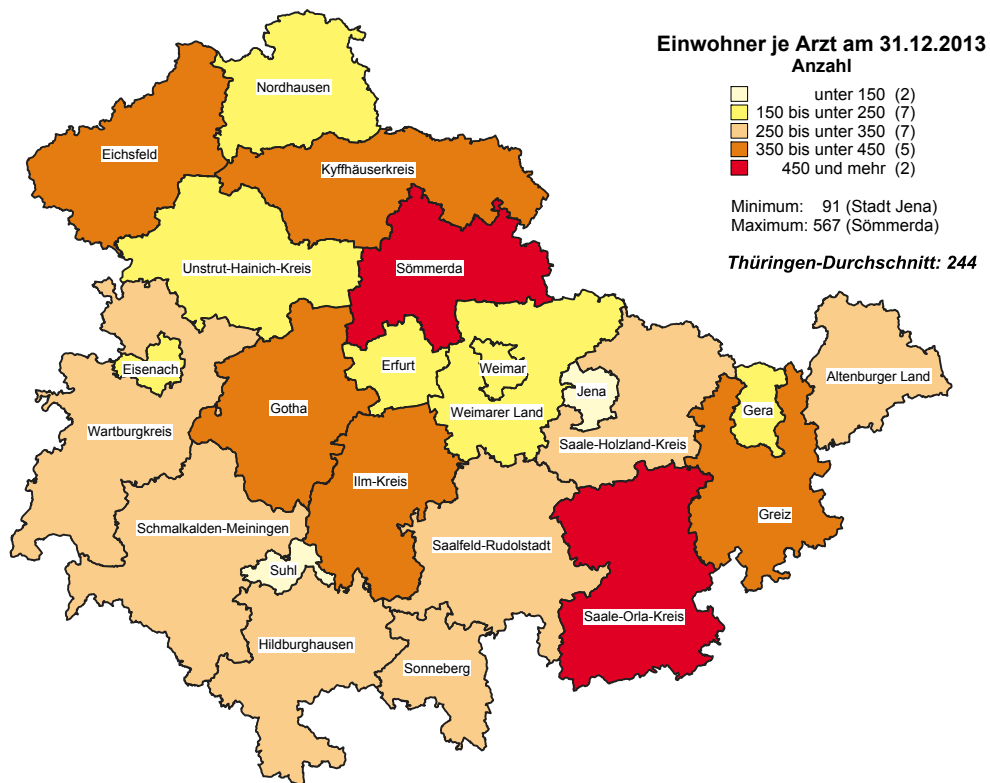 Einwohner je Arzt am 31.12.2013
Anzahl
unter 150 (2)
150 bis unter 250 (7)
250 bis unter 350 (7)
350 bis unter 450 (5)
450 und mehr (2)
Minimum: 91 (Stadt Jena)
Maximum: 567 (Sömmerda)
Thüringen-Durchschnitt: 244
Nordhausen
Eichsfeld
Kyffhäuserkreis
Unstrut-Hainich-Kreis
Sömmerda
Eisenach
Erfurt
Weimar
Jena
Altenburger Land
Gotha
Weimarer Land
Gera
Wartburgkreis
Saale-Holzland-Kreis
Ilm-Kreis
Greiz
Schmalkalden-Meiningen
Saalfeld-Rudolstadt
Suhl
Saale-Orla-Kreis
Hildburghausen
Sonneberg